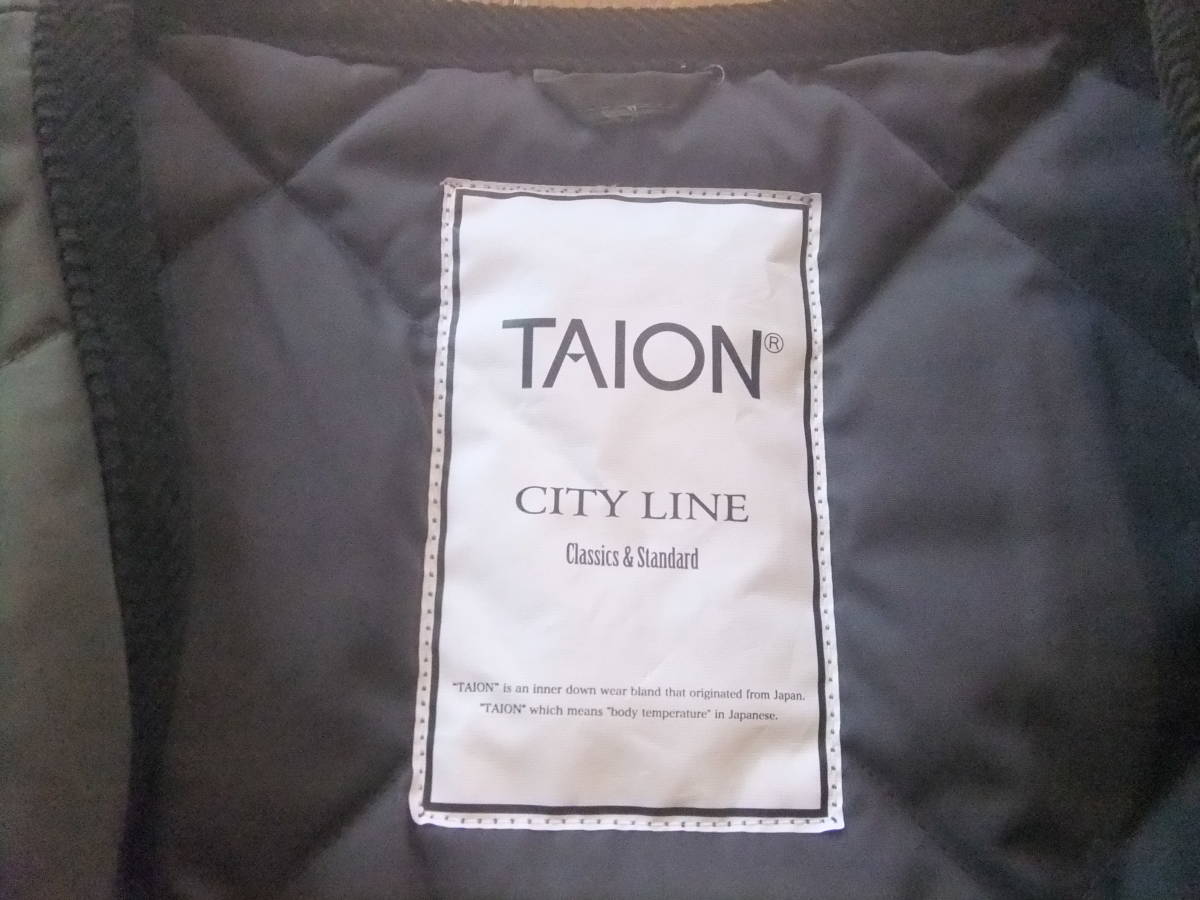 TAION®
CITY LINE
Classics & Standard
"TAION" is an inner down wear bland that originated from Japan.
"TAION" which means "body temperature" in Japanese.